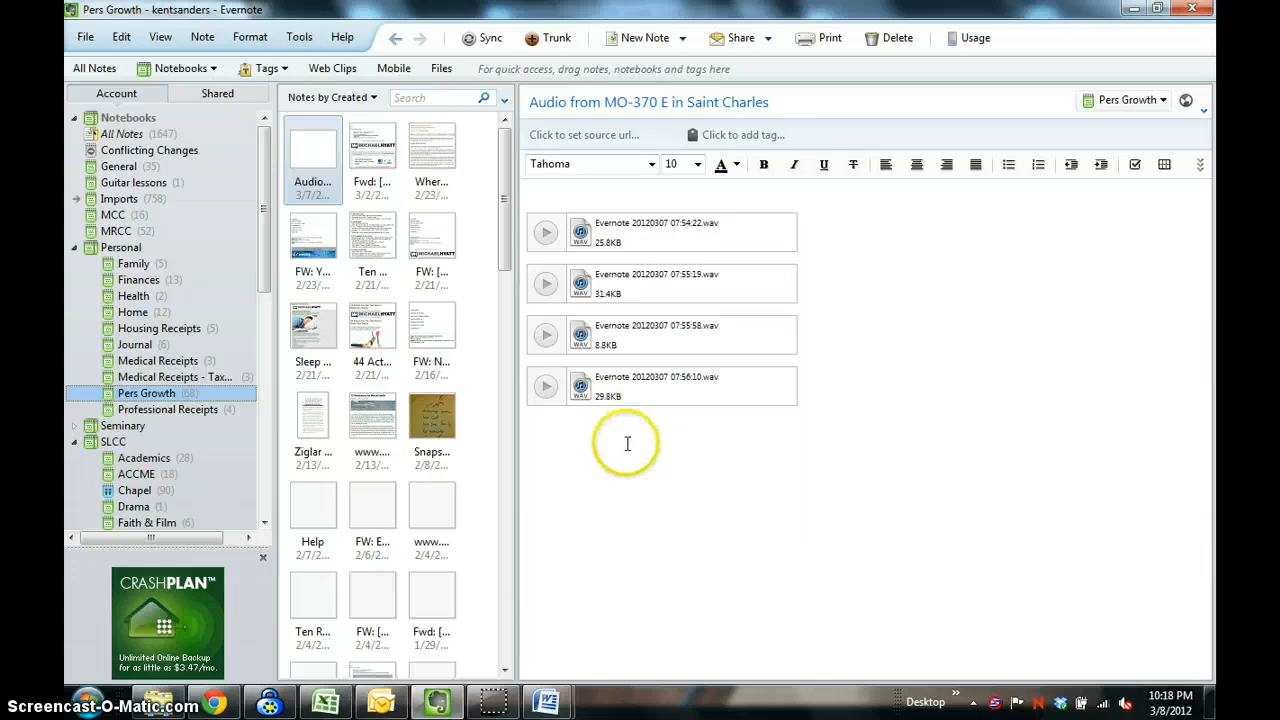 Pers Growth - kentsanders - Evernote
File Edit View Note Format Tools Help
Sync Trunk New Note Share Print Delete Usage
All Notes Notebooks Tags Web Clips Mobile Files For quick access, drag notes, notebooks and tags here
Account Shared
Notebooks
All Notes (1647)
Conflicting Changes
General (35)
Guitar lessons (1)
Imports (758)
MCC (16)
MRCC (52)
Personal
Family (5)
Finances (13)
Health (2)
Home (12)
Housing Receipts (5)
Journal (6)
Medical Receipts (3)
Medical Receipts - Tax... (3)
Pers Growth (68)
Professional Receipts (4)
Seminary
SLCC
Academics (28)
ACCME (18)
Chapel (90)
Drama (1)
Faith & Film (6)
CRASHPLAN™
Unlimited Online Backup
for as little as $3.47/mo.
Notes by Created Search
Audio... Fwd: [... Wher...
3/7/2... 3/2/2... 2/23/...
MICHAELHYATT
FW: Y... Ten ... FW: [...
2/23/... 2/21/... 2/21/...
MICHAELHYATT
Sleep ... 44 Act... FW: N...
2/21/... 2/21/... 2/16/...
Ziglar ... www.... Snaps...
2/13/... 2/13/... 2/8/2...
Help FW: E... www....
2/7/2... 2/6/2... 2/4/2...
Ten R... FW: [... Fwd: [...
2/4/2... 2/4/2... 1/29/...
Audio from MO-370 E in Saint Charles Pers Growth
Click to set source url... Click to add tag...
Tahoma 10 A B I U
Evernote 20120307 07:54:22.wav
WAV
Evernote 20120307 07:55:19.wav
WAV 31.4KB
Evernote 20120307 07:55:58.wav
WAV 8.8KB
Evernote 20120307 07:56:10.wav
WAV 29.8KB
Desktop 10:18 PM
3/8/2012
Screencast-O-Matic.com